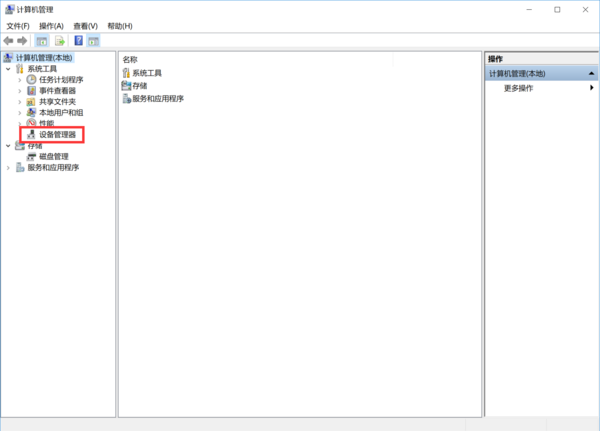 计算机管理
文件(F) 操作(A) 查看(V) 帮助(H)
计算机管理(本地)
系统工具
任务计划程序
事件查看器
共享文件夹
本地用户和组
性能
设备管理器
存储
磁盘管理
服务和应用程序
名称
系统工具
存储
服务和应用程序
操作
计算机管理(本地)
更多操作